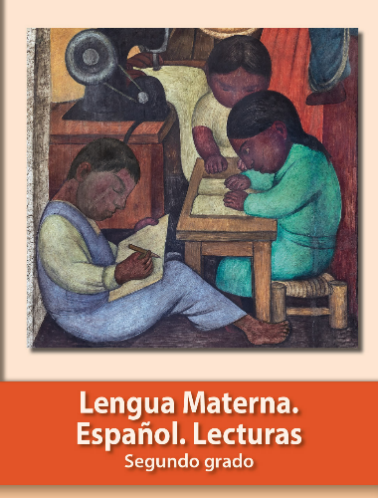 Lengua Materna.
Español. Lecturas
Segundo grado